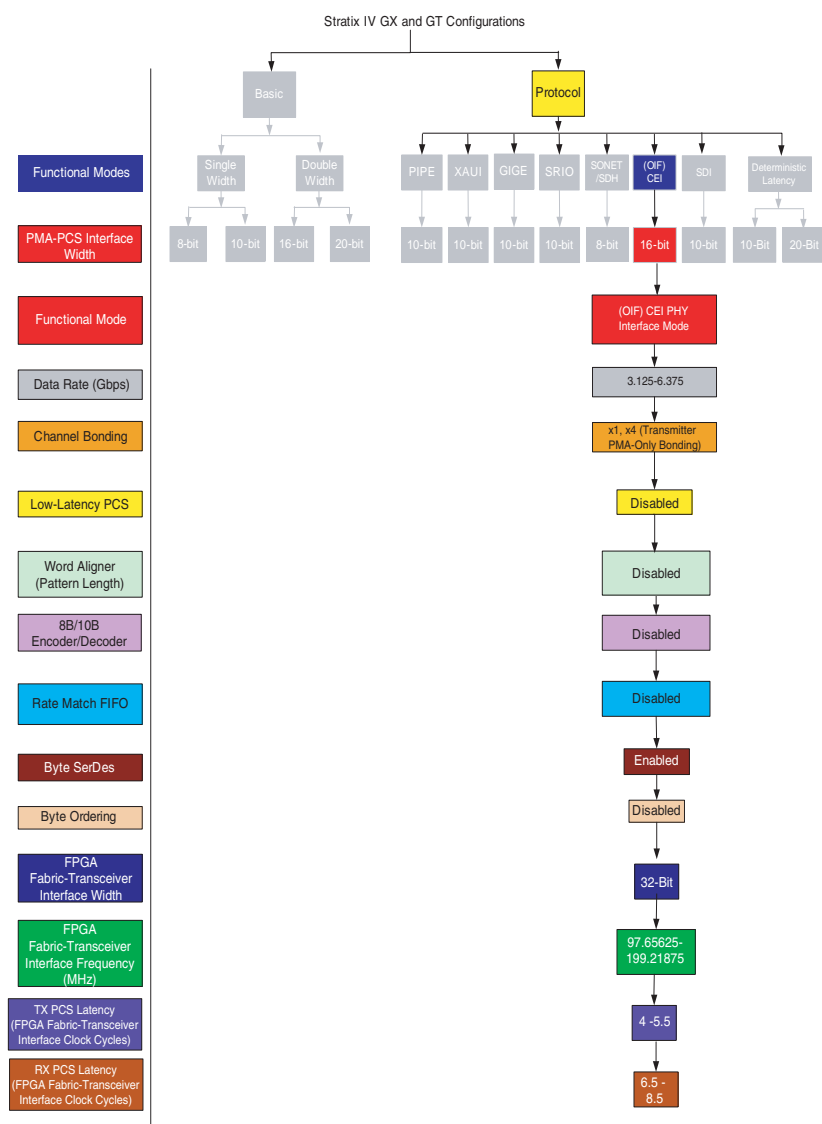 Stratix IV GX and GT Configurations
Basic
Protocol
Functional Modes
Single
Width
Double
Width
PIPE
XAUI
GIGE
SRIO
SONET
/SDH
(OIF)
CEI
SDI
Deterministic
Latency
PMA-PCS Interface
Width
8-bit
10-bit
16-bit
20-bit
10-bit
10-bit
10-bit
10-bit
8-bit
16-bit
10-bit
10-Bit
20-Bit
Functional Mode
(OIF) CEI PHY
Interface Mode
Data Rate (Gbps)
3.125-6.375
Channel Bonding
x1, x4 (Transmitter
PMA-Only Bonding)
Low-Latency PCS
Disabled
Word Aligner
(Pattern Length)
Disabled
8B/10B
Encoder/Decoder
Disabled
Rate Match FIFO
Disabled
Byte SerDes
Enabled
Byte Ordering
Disabled
FPGA
Fabric-Transceiver
Interface Width
32-Bit
FPGA
Fabric-Transceiver
Interface Frequency
(MHz)
97.65625-
199.21875
TX PCS Latency
(FPGA Fabric-Transceiver
Interface Clock Cycles)
4 -5.5
RX PCS Latency
(FPGA Fabric-Transceiver
Interface Clock Cycles)
6.5 -
8.5